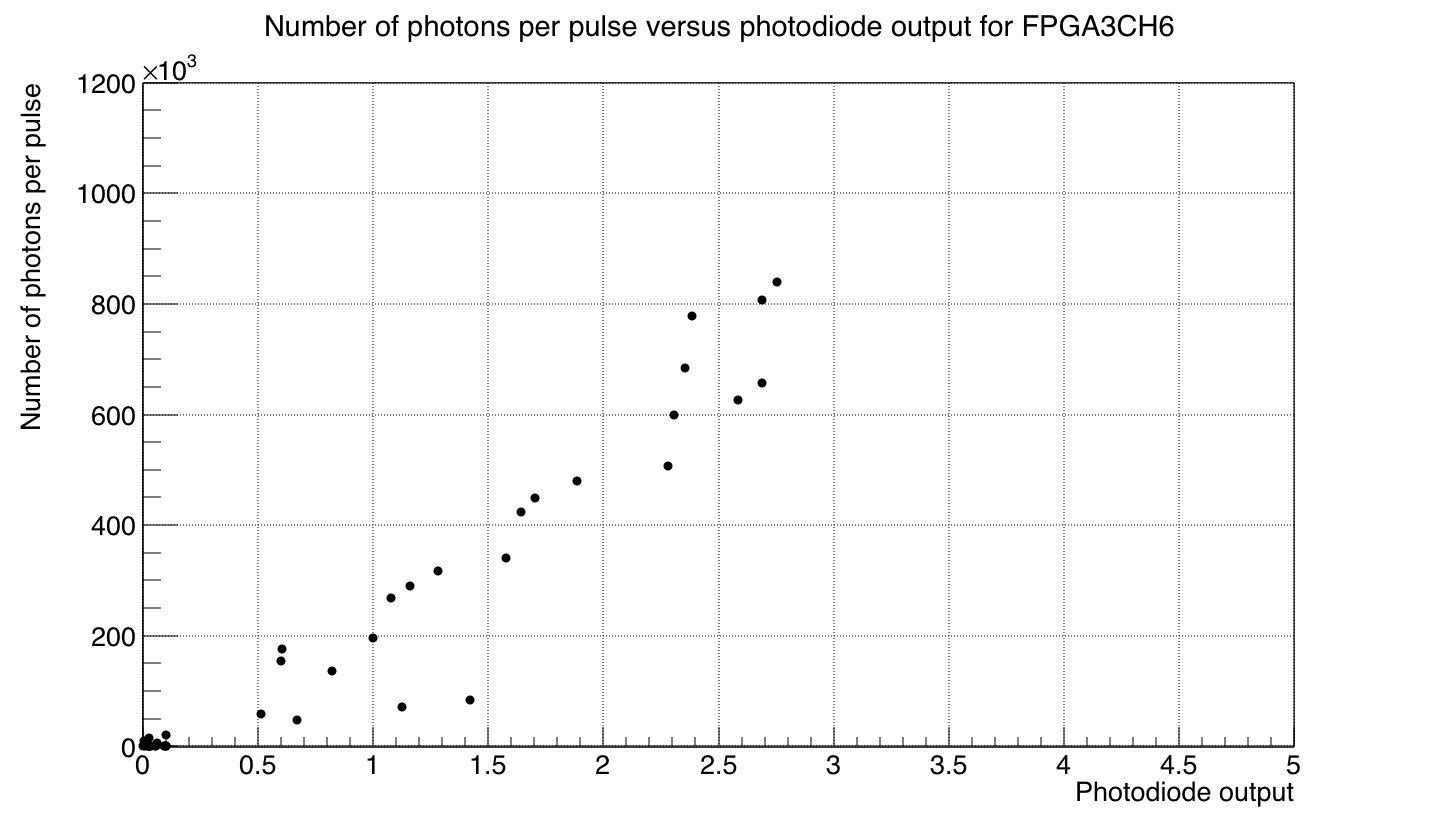 Number of photons per pulse versus photodiode output for FPGA3CH6
×10³
Number of photons per pulse
1200
1000
800
600
400
200
0
0 0.5 1 1.5 2 2.5 3 3.5 4 4.5 5
Photodiode output